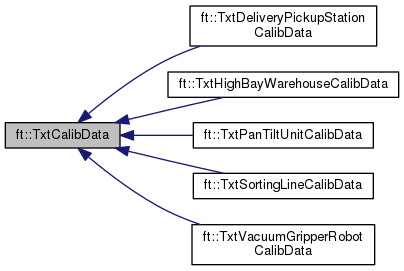 ft::TxtDeliveryPickupStation
CalibData
ft::TxtHighBayWarehouseCalibData
ft::TxtCalibData
ft::TxtPanTiltUnitCalibData
ft::TxtSortingLineCalibData
ft::TxtVacuumGripperRobot
CalibData